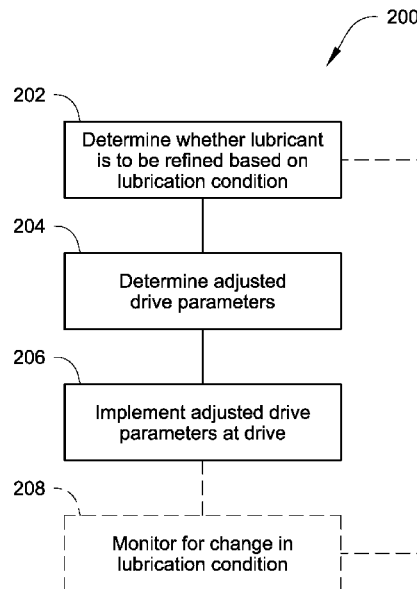 200
202
Determine whether lubricant
is to be refined based on
lubrication condition
204
Determine adjusted
drive parameters
206
Implement adjusted drive
parameters at drive
208
Monitor for change in
lubrication condition